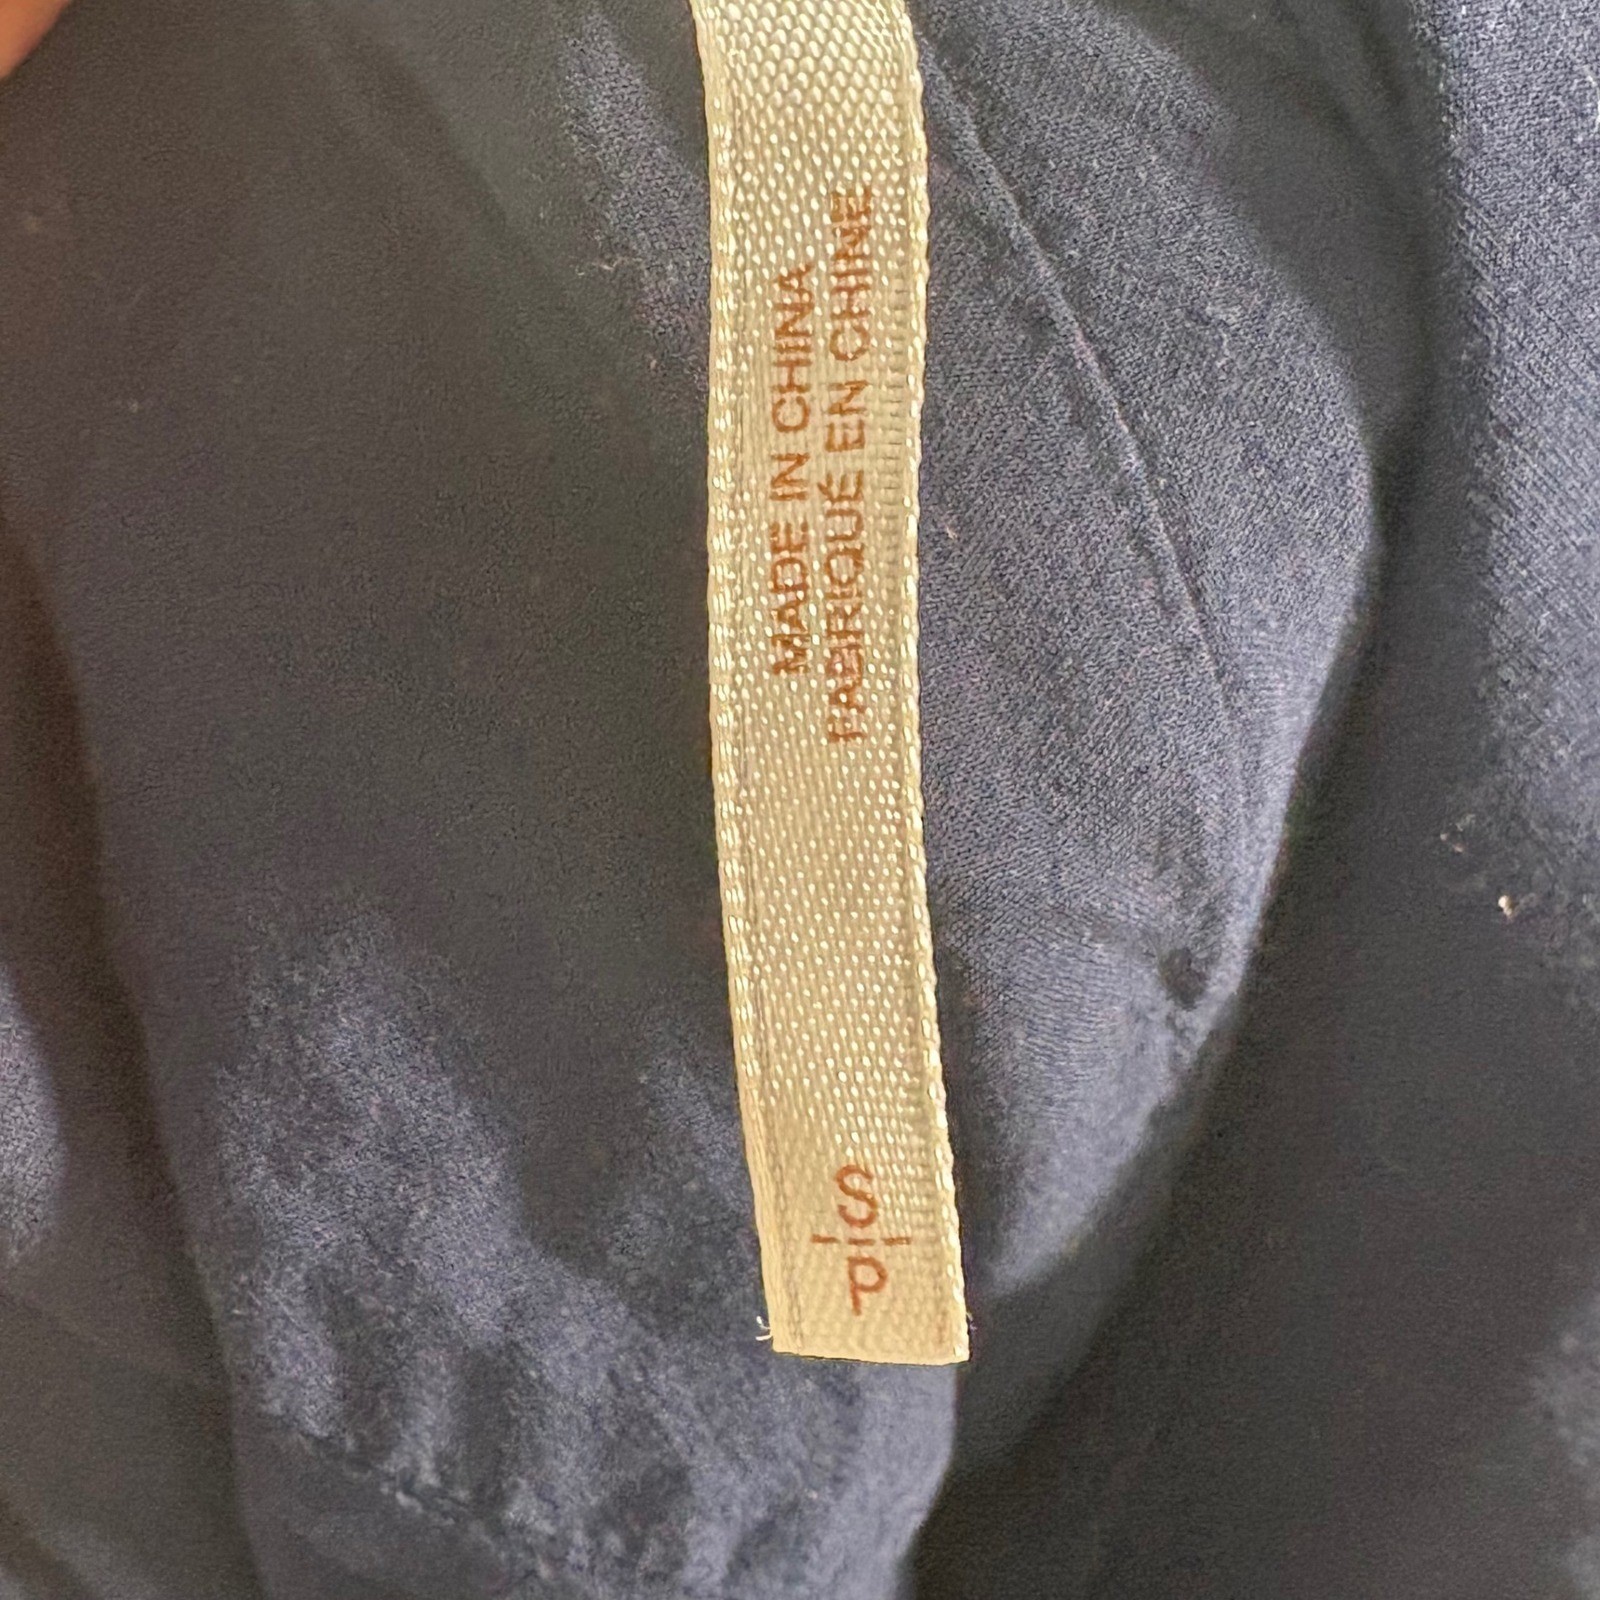 MADE IN CHINA
FABRIQUÉ EN CHINE
P S